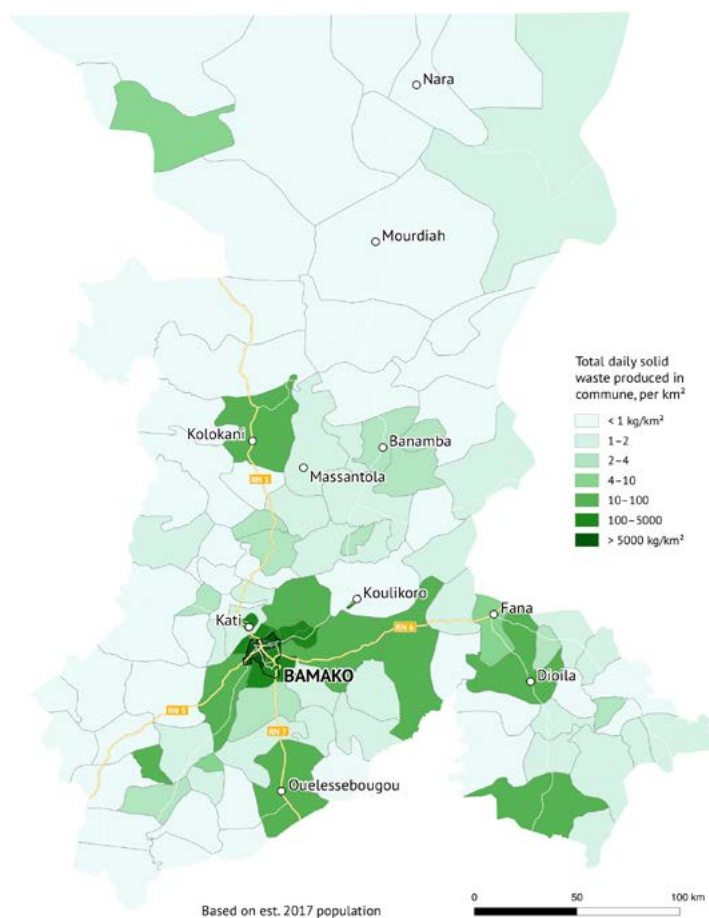 Nara
Mourdiah
Total daily solid
waste produced in
commune, per km²
< 1 kg/km²
1–2
2–4
4–10
10–100
100–5000
> 5000 kg/km²
Kolokani
Banamba
Massantola
RN 3
Koulikoro
Kati
Fana
RN 6
BAMAKO
Dioila
RN 5
RN 7
Ouelessebougou
Based on est. 2017 population
0 50 100 km